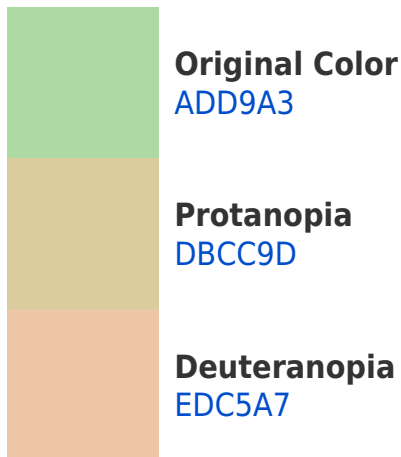 Original Color
ADD9A3
Protanopia
DBCC9D
Deuteranopia
EDC5A7